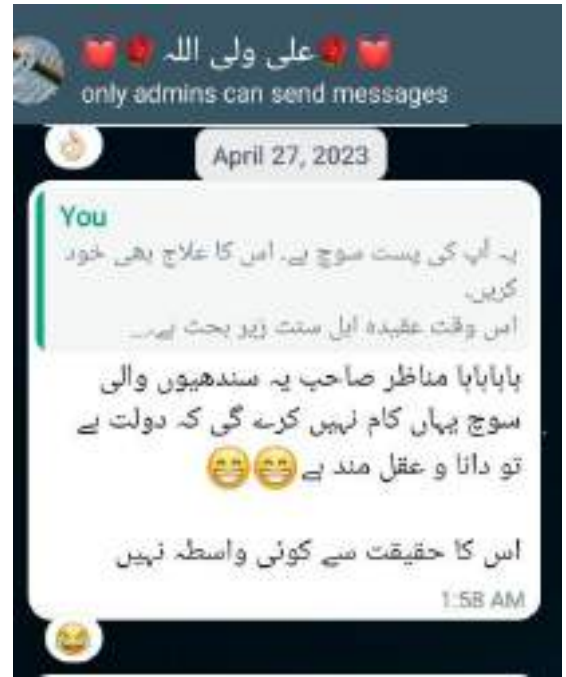 ❤️🌹علی ولی اللہ 🌹❤️
only admins can send messages
April 27, 2023
You
یہ آپ کی پست سوچ ہے۔ اس کا علاج بھی خود
کریں۔
اس وقت عقیدہ اہل سنت زیر بحث ہے۔...
ہاہاہاہا مناظر صاحب یہ سندھیوں والی
سوچ یہاں کام نہیں کرے گی کہ دولت ہے
تو دانا و عقل مند ہے😁😁
اس کا حقیقت سے کوئی واسطہ نہیں
1:58 AM